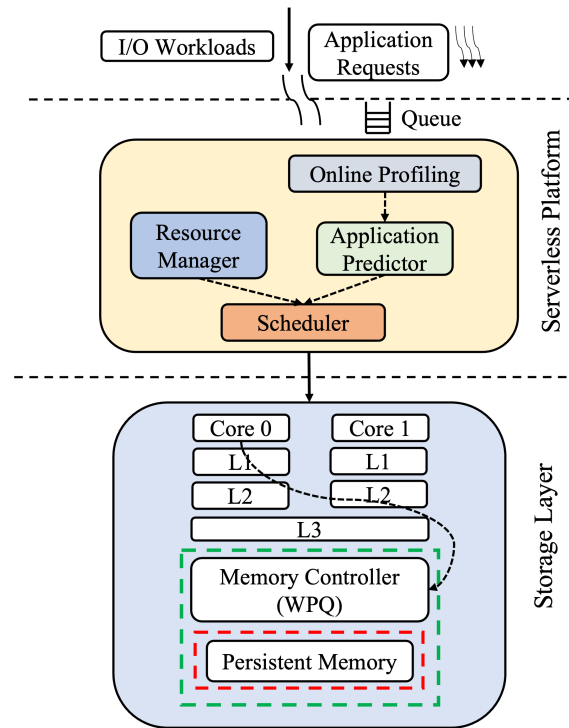 I/O Workloads
Application
Requests
Queue
Serverless Platform
Online Profiling
Resource
Manager
Application
Predictor
Scheduler
Storage Layer
Core 0
Core 1
L1
L1
L2
L2
L3
Memory Controller
(WPQ)
Persistent Memory